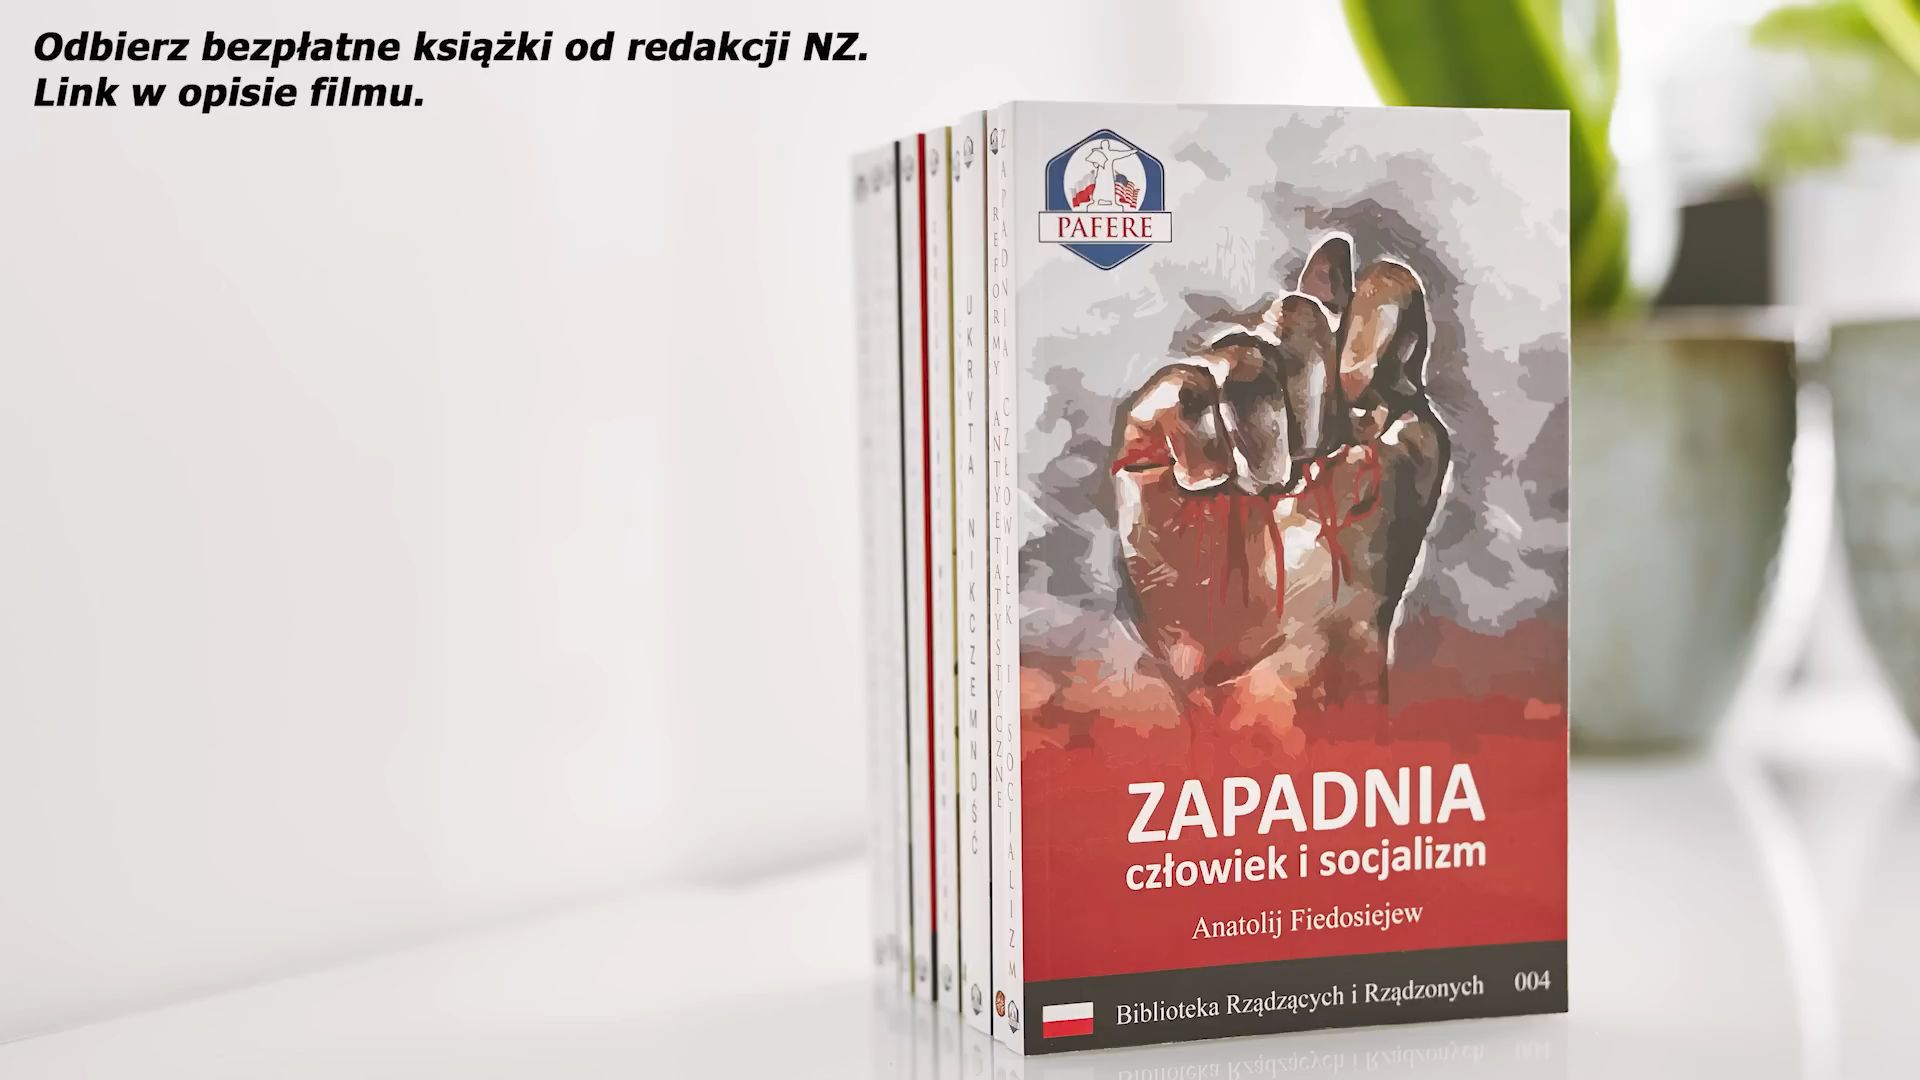 Odbierz bezpłatne książki od redakcji NZ.
Link w opisie filmu.
PAFERE
ZAPADNIA
człowiek i socjalizm
Anatolij Fiedosiejew
Biblioteka Rządzących i Rządzonych 004
ZAPADNIA CZŁOWIEK I SOCJALIZM
REFORMY ANTYETATYSTYCZNE
UKRYTA NIKCZEMNOŚĆ